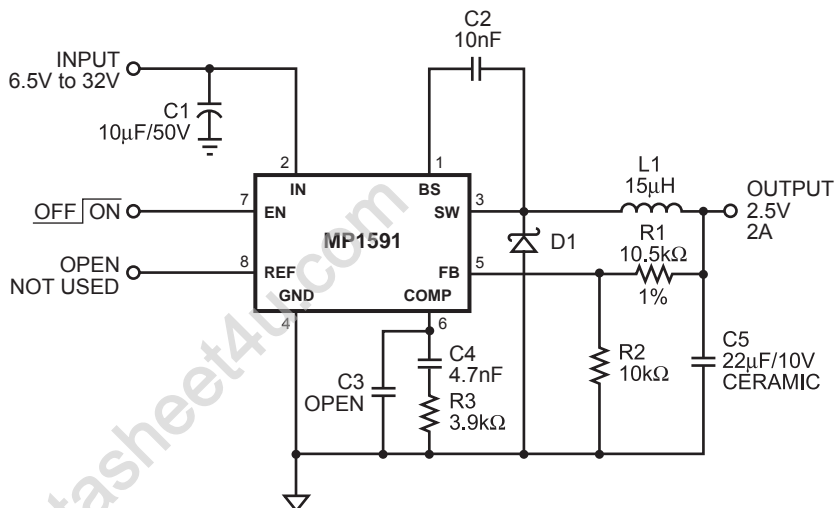 C2
10nF
INPUT
6.5V to 32V
C1
10µF/50V
2
1
IN
BS
L1
15µH
OUTPUT
2.5V
2A
OFF ON
7
EN
SW
3
MP1591
D1
R1
10.5kΩ
1%
OPEN
NOT USED
8
REF
FB
5
GND
COMP
4
6
C3
OPEN
C4
4.7nF
R3
3.9kΩ
R2
10kΩ
C5
22µF/10V
CERAMIC
tasheet4u.com